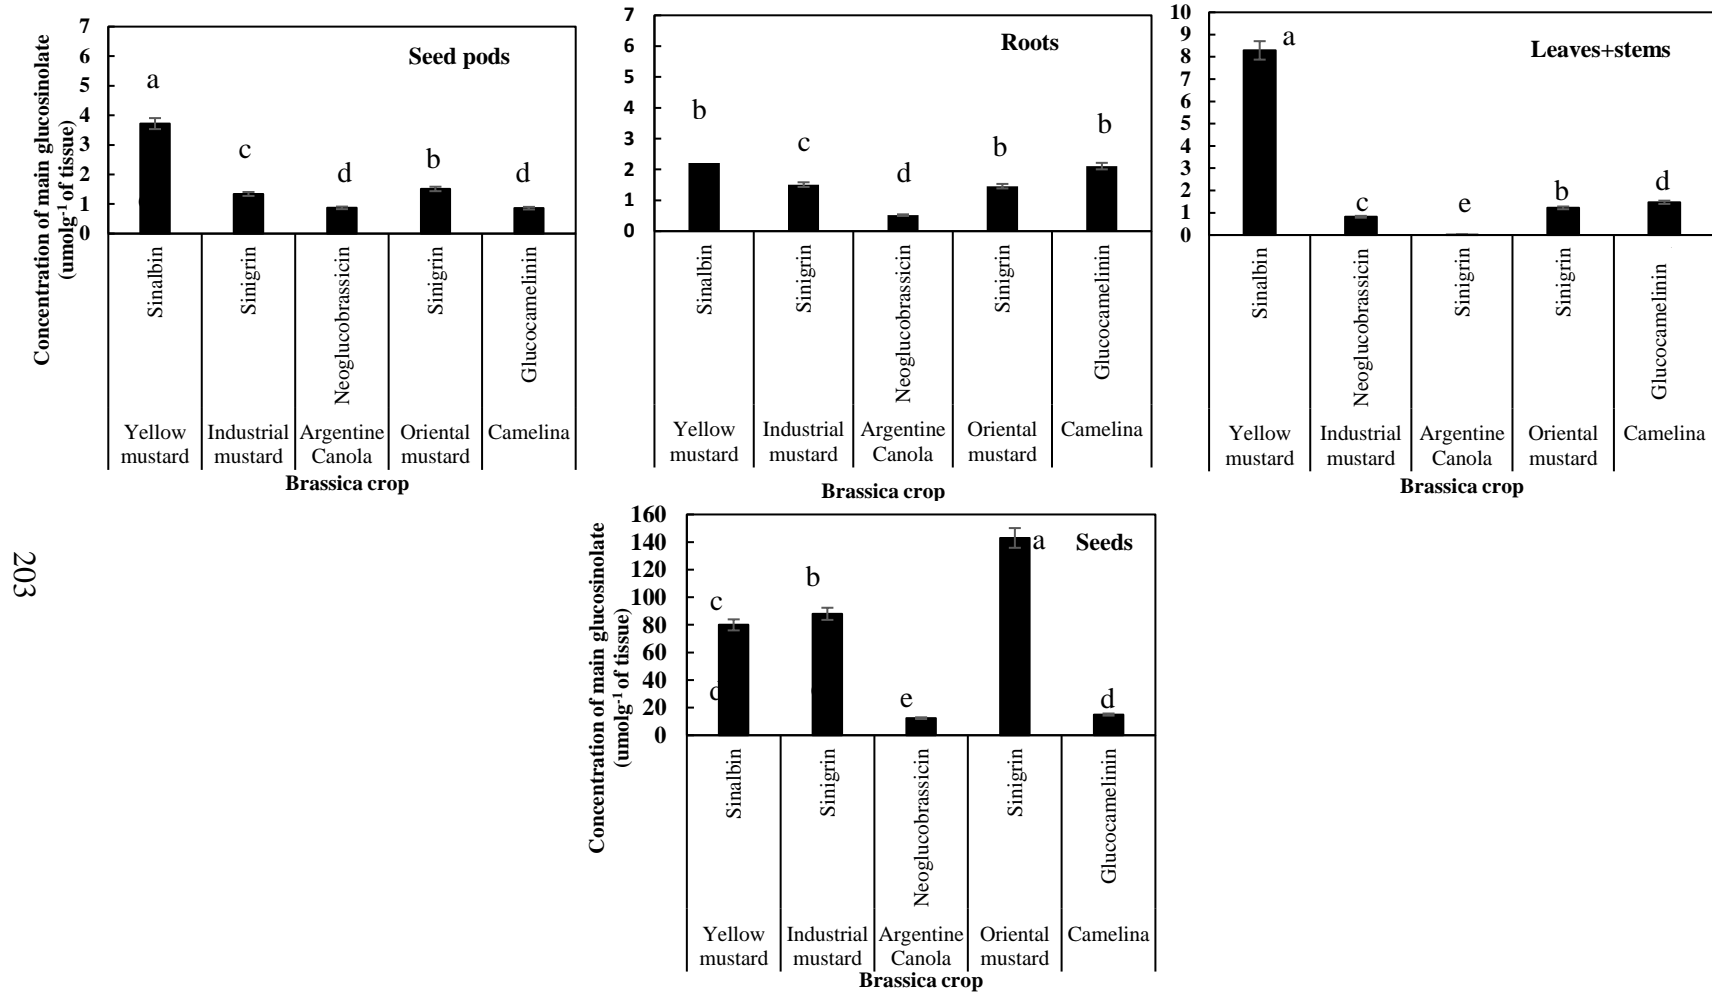 Seed pods
Concentration of main glucosinolate
(umolg-1 of tissue)
7
6
5
4
3
2
1
0
a
c
d
b
d
Sinalbin
Sinigrin
Neoglucobrassicin
Sinigrin
Glucocamelinin
Yellow
mustard
Industrial
mustard
Argentine
Canola
Oriental
mustard
Camelina
Brassica crop
Roots
7
6
5
4
3
2
1
0
b
c
d
b
b
Sinalbin
Sinigrin
Neoglucobrassicin
Sinigrin
Glucocamelinin
Yellow
mustard
Industrial
mustard
Argentine
Canola
Oriental
mustard
Camelina
Brassica crop
Leaves+stems
10
9
8
7
6
5
4
3
2
1
0
a
c
e
b
d
Sinalbin
Neoglucobrassicin
Sinigrin
Sinigrin
Glucocamelinin
Yellow
mustard
Industrial
mustard
Argentine
Canola
Oriental
mustard
Camelina
Brassica crop
203
Seeds
Concentration of main glucosinolate
(umolg-1 of tissue)
160
140
120
100
80
60
40
20
0
c
b
e
a
d
Sinalbin
Sinigrin
Neoglucobrassicin
Sinigrin
Glucocamelinin
Yellow
mustard
Industrial
mustard
Argentine
Canola
Oriental
mustard
Camelina
Brassica crop